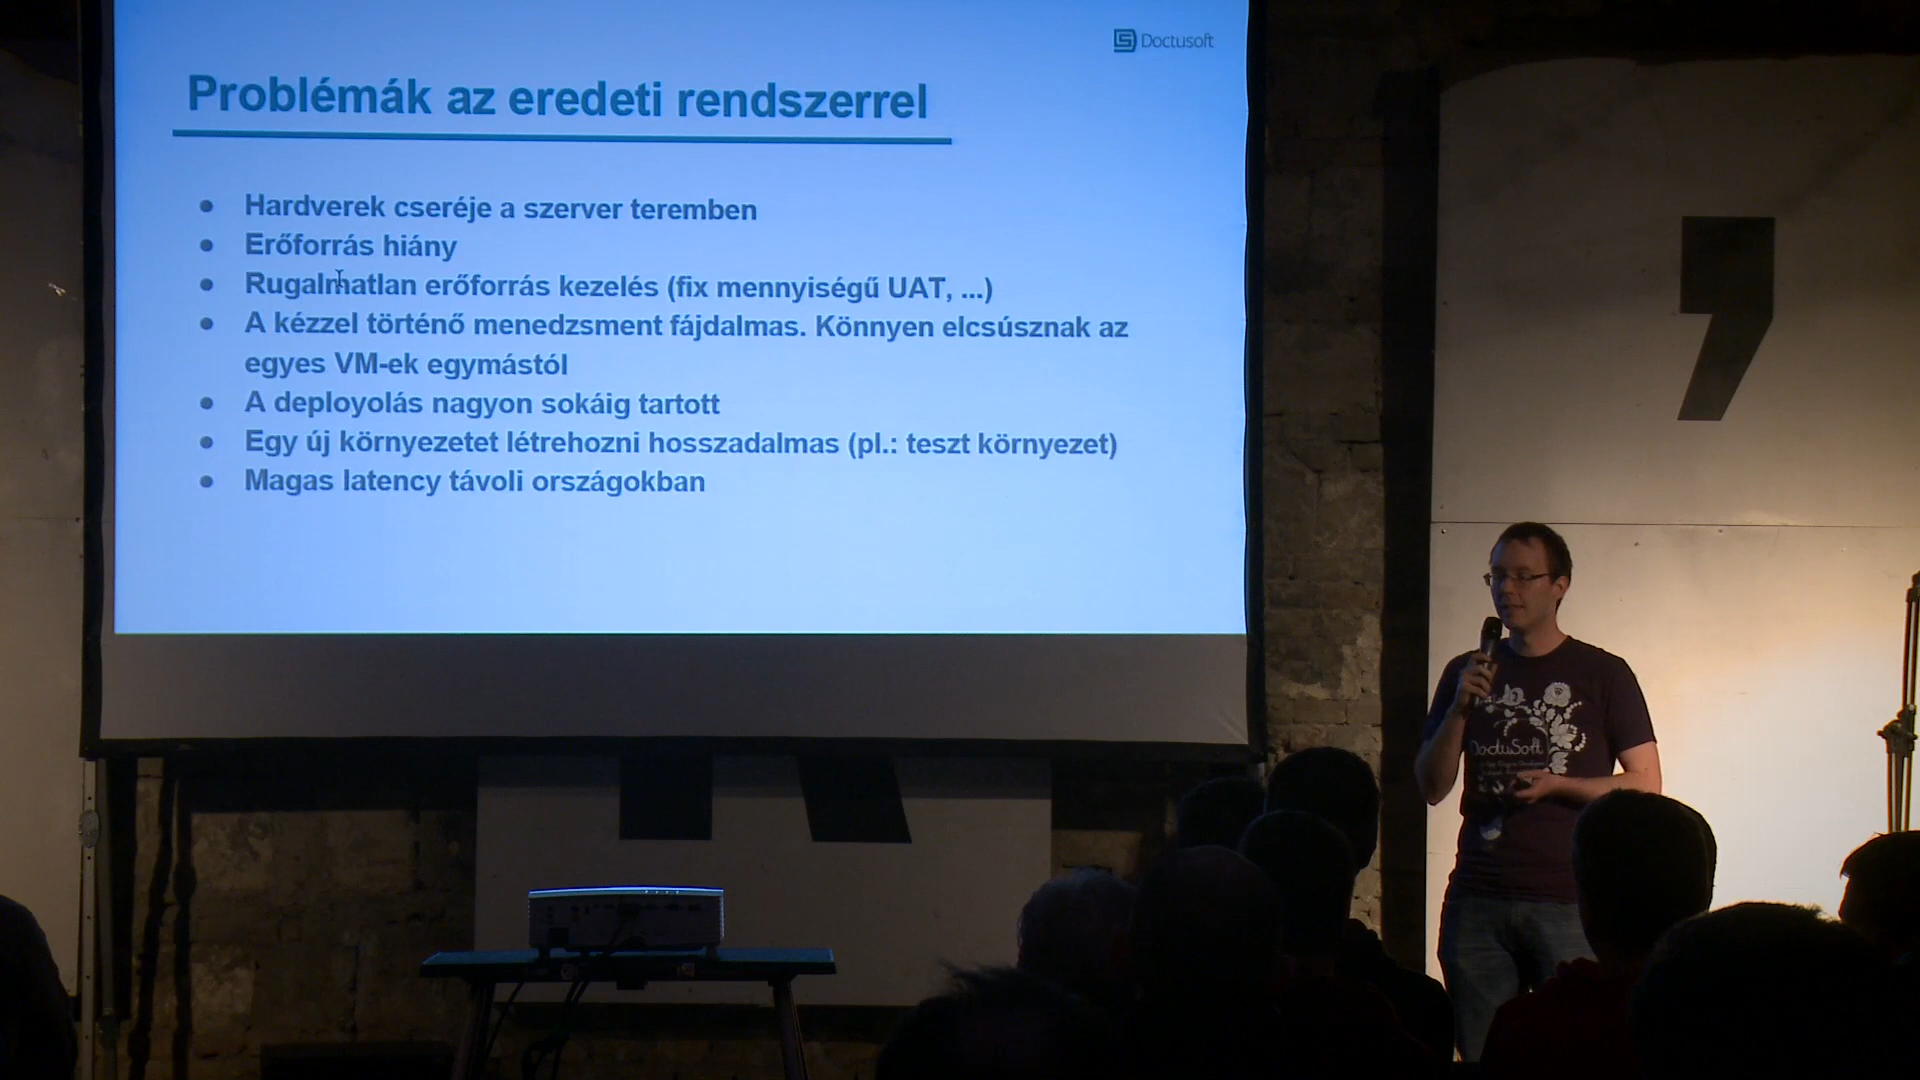 Doctusoft
Problémák az eredeti rendszerrel
● Hardverek cseréje a szerver teremben
● Erőforrás hiány
● Rugalmatlan erőforrás kezelés (fix mennyiségű UAT, ...)
● A kézzel történő menedzsment fájdalmas. Könnyen elcsúsznak az
egyes VM-ek egymástól
● A deployolás nagyon sokáig tartott
● Egy új környezetet létrehozni hosszadalmas (pl.: teszt környezet)
● Magas latency távoli országokban
DoctuSoft